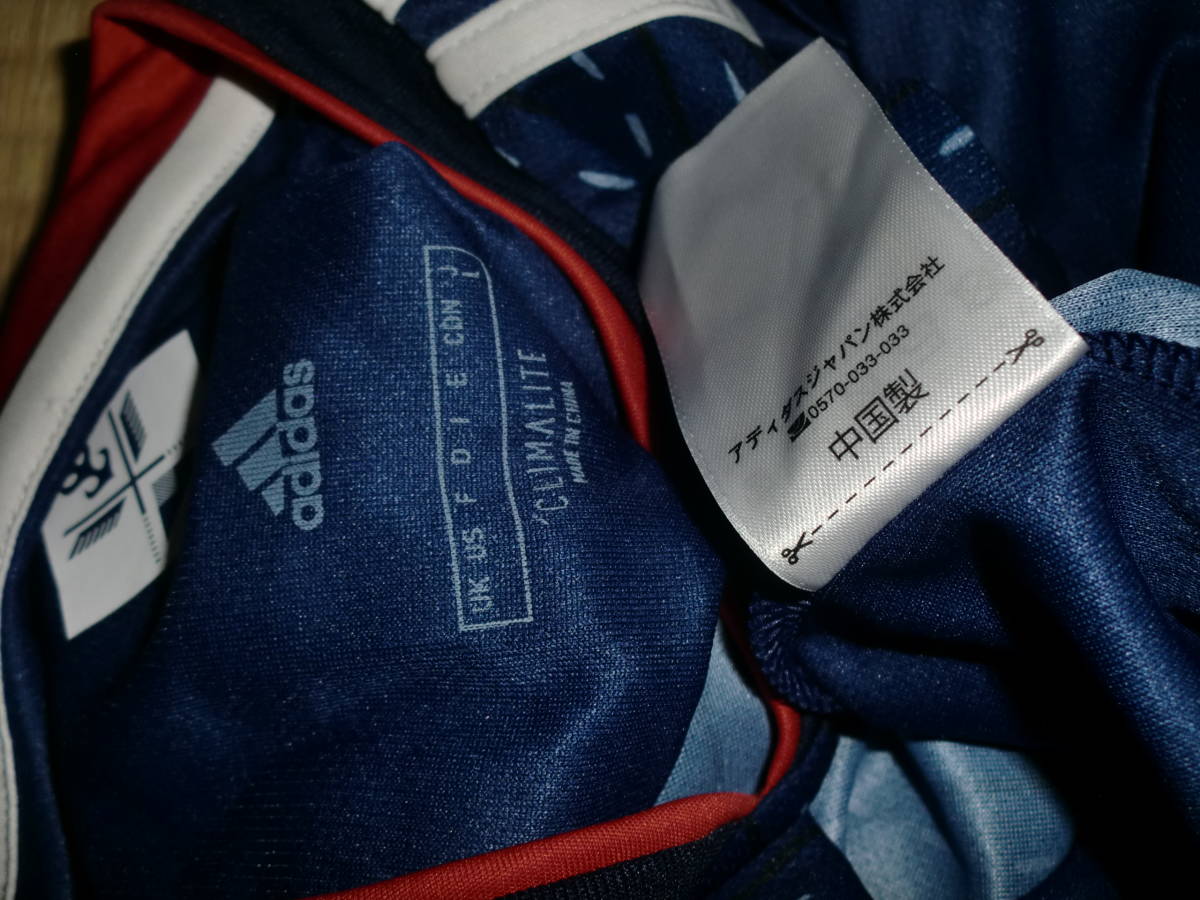 adidas
UK US F D I E CDN J
CLIMALITE
MADE IN CHINA
アディダスジャパン株式会社
☎0570-033-033
中国製